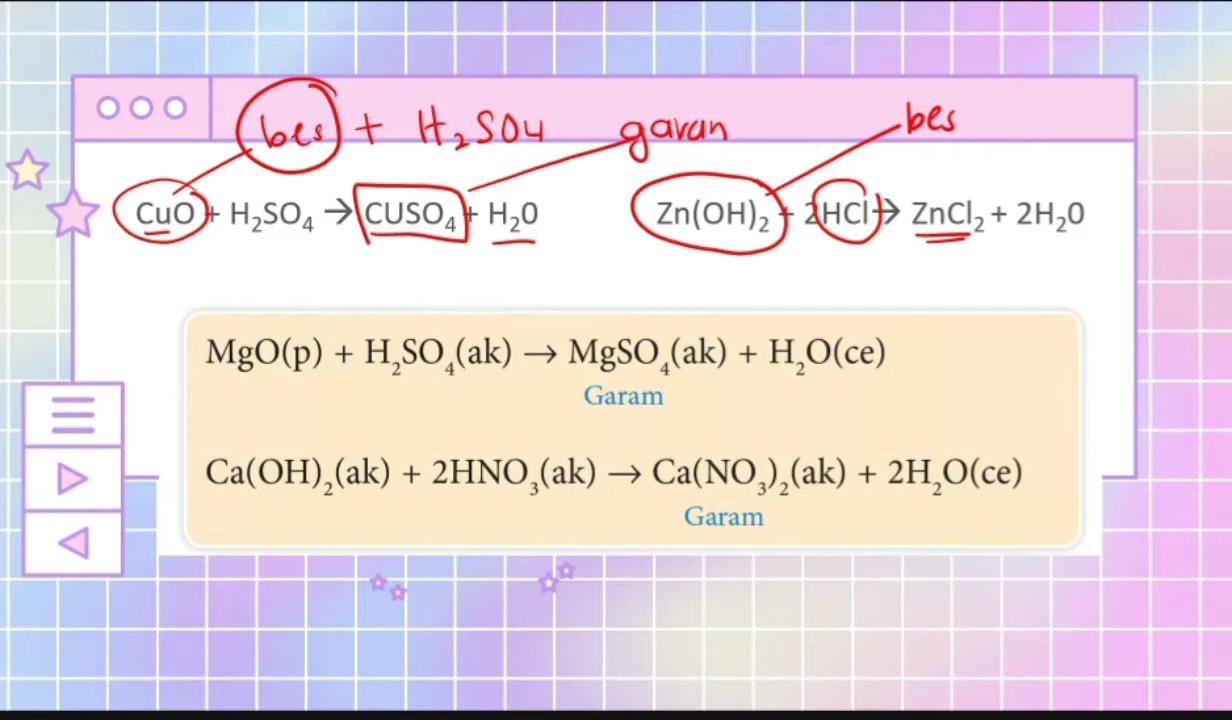 bes + H₂SO4 garam bes
CuO + H₂SO₄ → CUSO₄ + H₂0 Zn(OH)₂ + 2HCl → ZnCl₂ + 2H₂0
MgO(p) + H₂SO₄(ak) → MgSO₄(ak) + H₂O(ce)
Garam
Ca(OH)₂(ak) + 2HNO₃(ak) → Ca(NO₃)₂(ak) + 2H₂O(ce)
Garam